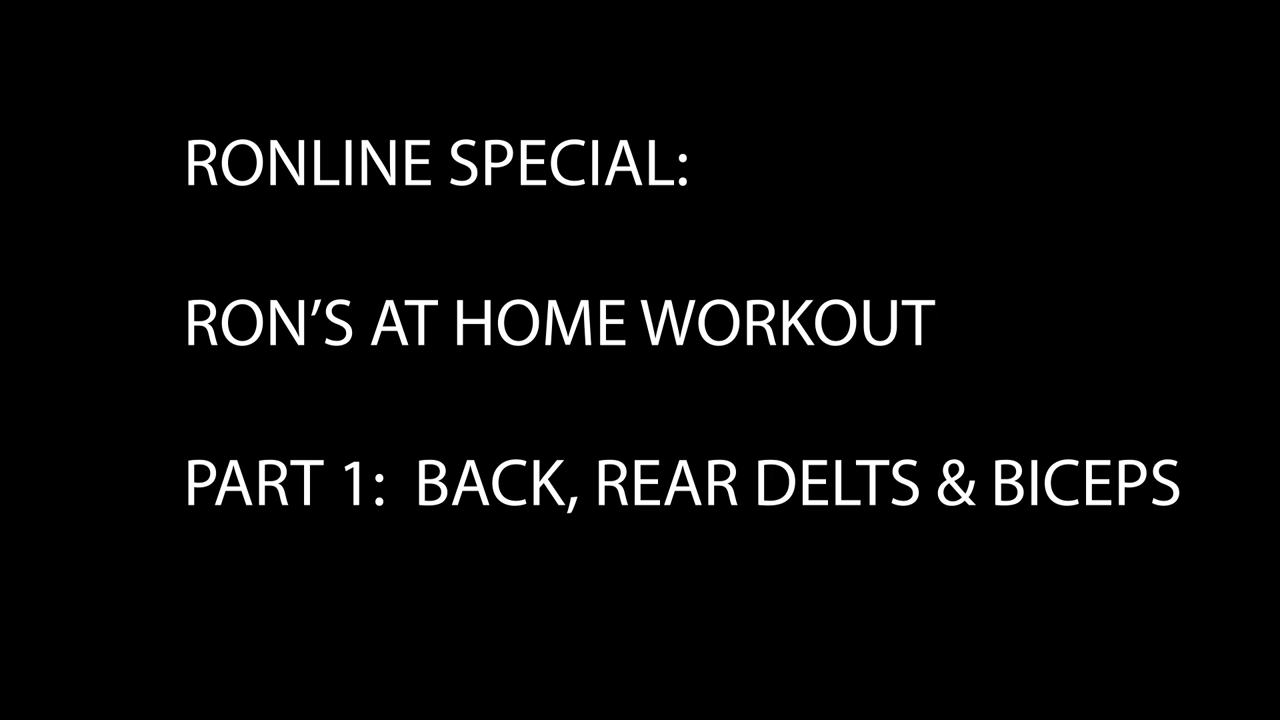 RONLINE SPECIAL:
RON’S AT HOME WORKOUT
PART 1:  BACK, REAR DELTS & BICEPS